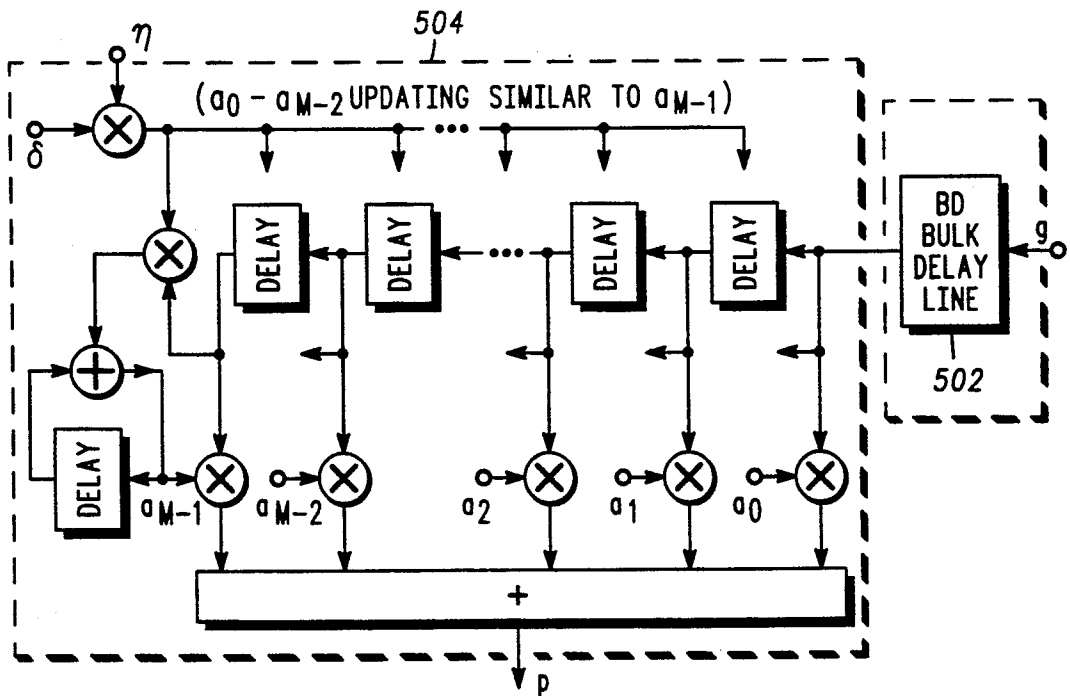 504
η
(a0 - aM-2 UPDATING SIMILAR TO aM-1)
δ
DELAY
DELAY
DELAY
DELAY
BD
BULK
DELAY
LINE
g
502
DELAY
aM-1
aM-2
a2
a1
a0
p